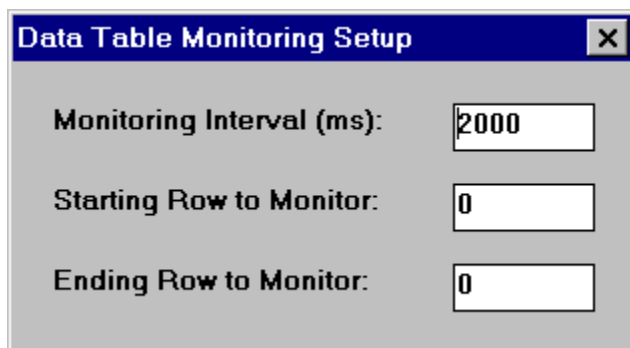 Data Table Monitoring Setup
Monitoring Interval (ms): 2000
Starting Row to Monitor: 0
Ending Row to Monitor: 0